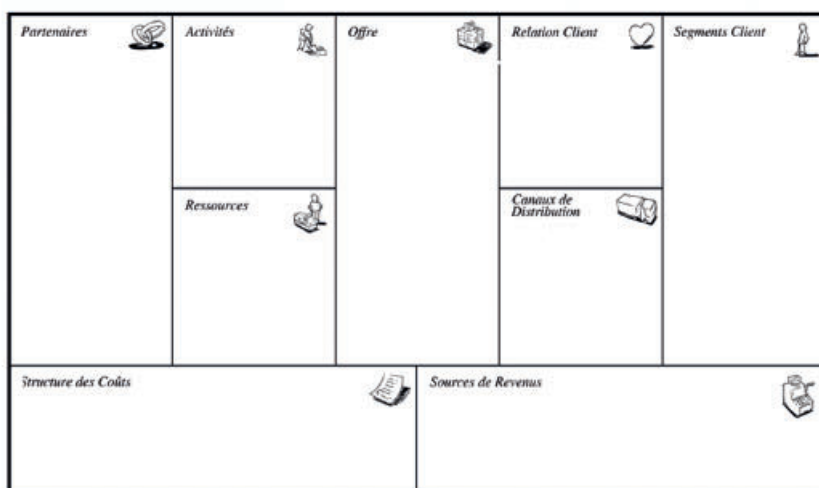 Partenaires
Activités
Offre
Relation Client
Segments Client
Ressources
Canaux de
Distribution
Structure des Coûts
Sources de Revenus